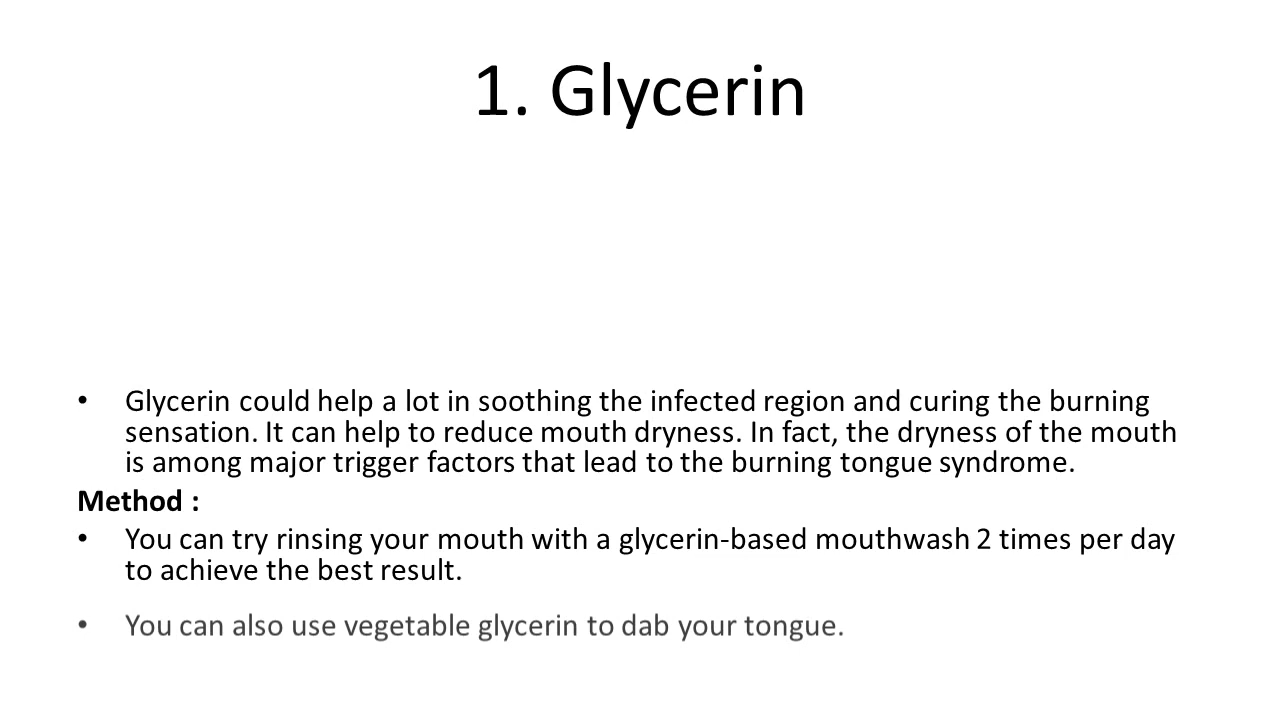 1. Glycerin
• Glycerin could help a lot in soothing the infected region and curing the burning
sensation. It can help to reduce mouth dryness. In fact, the dryness of the mouth
is among major trigger factors that lead to the burning tongue syndrome.
Method :
• You can try rinsing your mouth with a glycerin-based mouthwash 2 times per day
to achieve the best result.
• You can also use vegetable glycerin to dab your tongue.